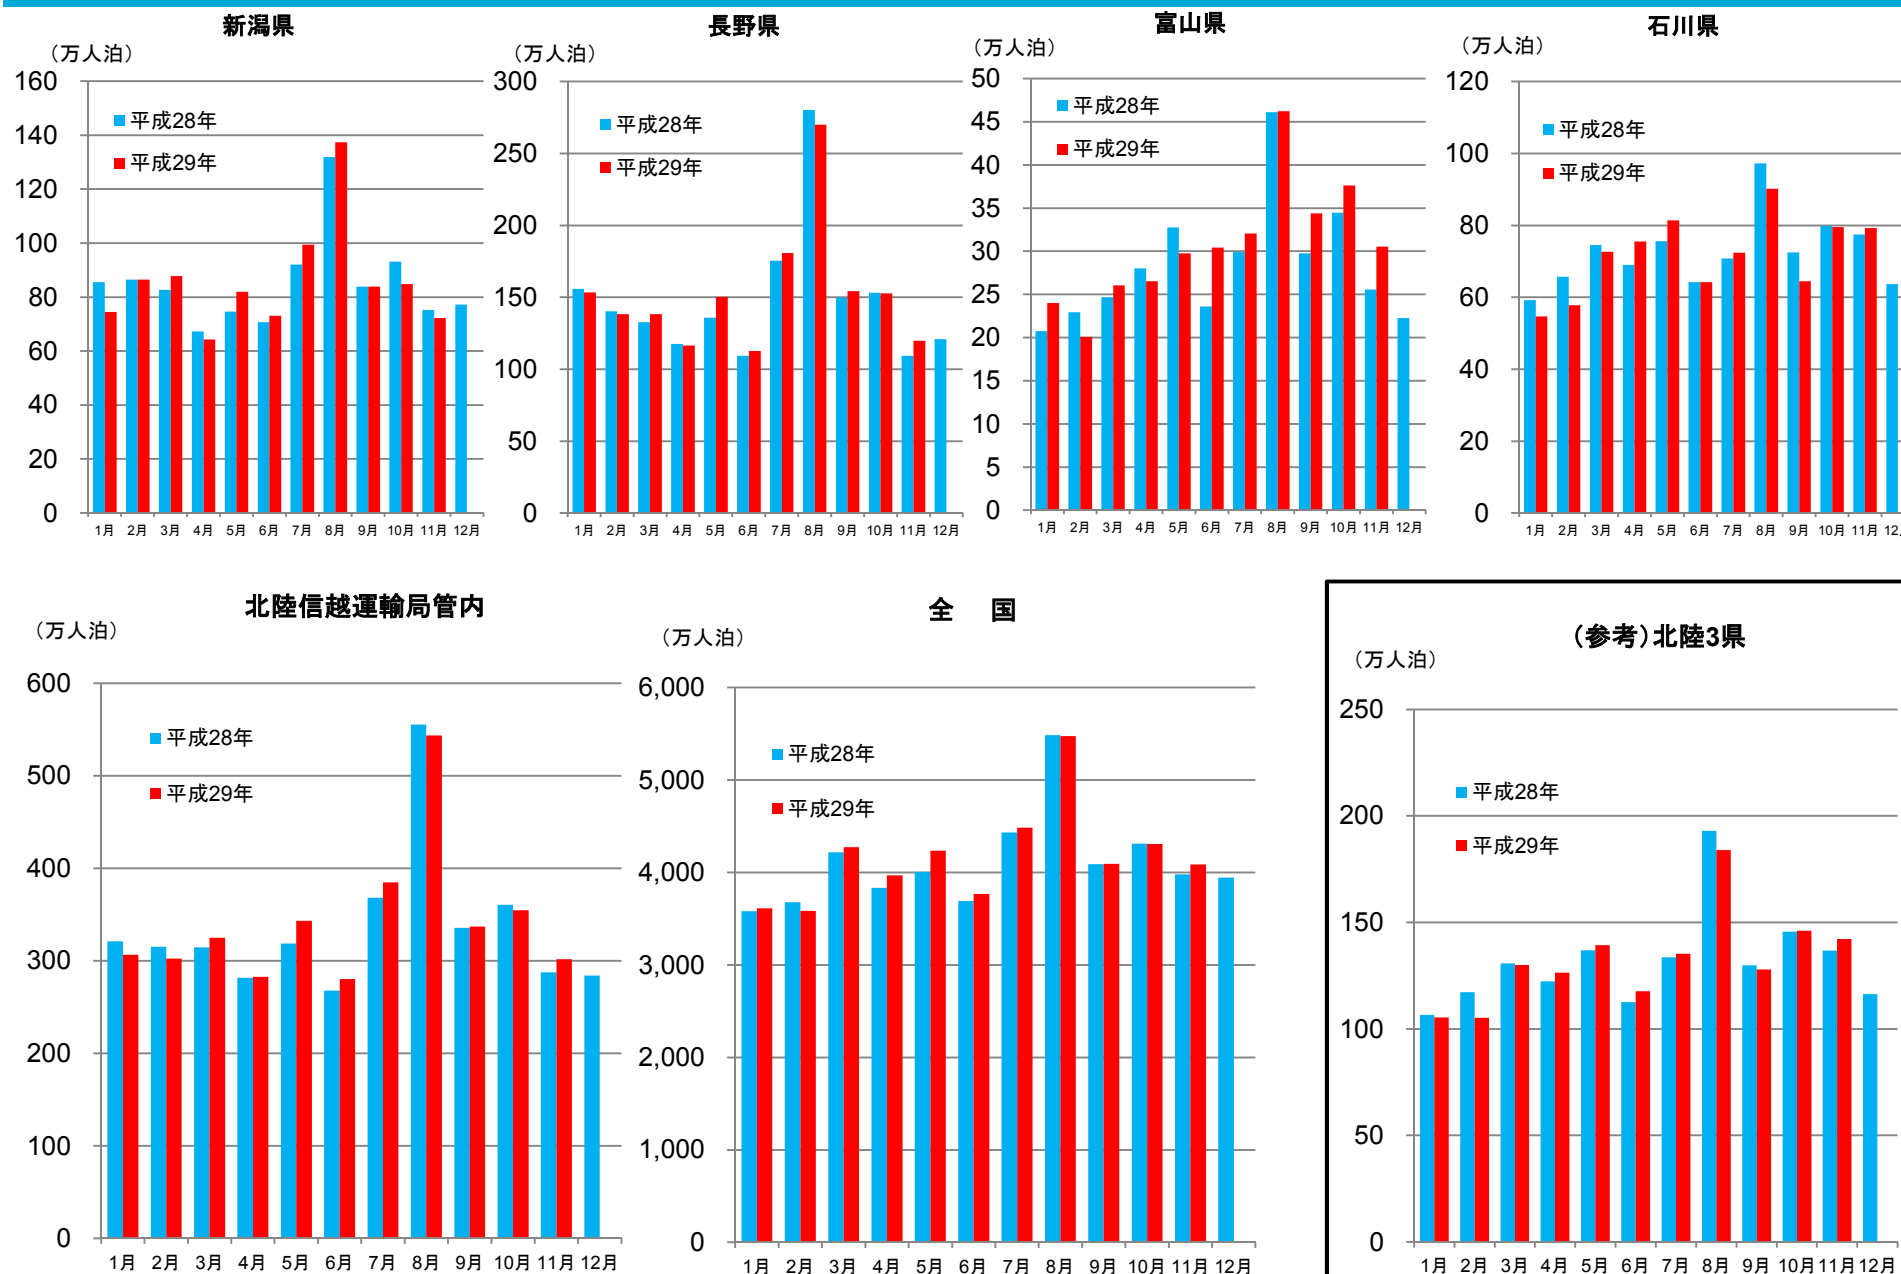 新潟県
（万人泊）
160
140
120
100
80
60
40
20
0
平成28年
平成29年
1月 2月 3月 4月 5月 6月 7月 8月 9月 10月 11月 12月
長野県
（万人泊）
300
250
200
150
100
50
0
平成28年
平成29年
1月 2月 3月 4月 5月 6月 7月 8月 9月 10月 11月 12月
富山県
（万人泊）
50
45
40
35
30
25
20
15
10
5
0
平成28年
平成29年
1月 2月 3月 4月 5月 6月 7月 8月 9月 10月 11月 12月
石川県
（万人泊）
120
100
80
60
40
20
0
平成28年
平成29年
1月 2月 3月 4月 5月 6月 7月 8月 9月 10月 11月 12月
北陸信越運輸局管内
（万人泊）
600
500
400
300
200
100
0
平成28年
平成29年
1月 2月 3月 4月 5月 6月 7月 8月 9月 10月 11月 12月
全 国
（万人泊）
6,000
5,000
4,000
3,000
2,000
1,000
0
平成28年
平成29年
1月 2月 3月 4月 5月 6月 7月 8月 9月 10月 11月 12月
（参考）北陸3県
（万人泊）
250
200
150
100
50
0
平成28年
平成29年
1月 2月 3月 4月 5月 6月 7月 8月 9月 10月 11月 12月